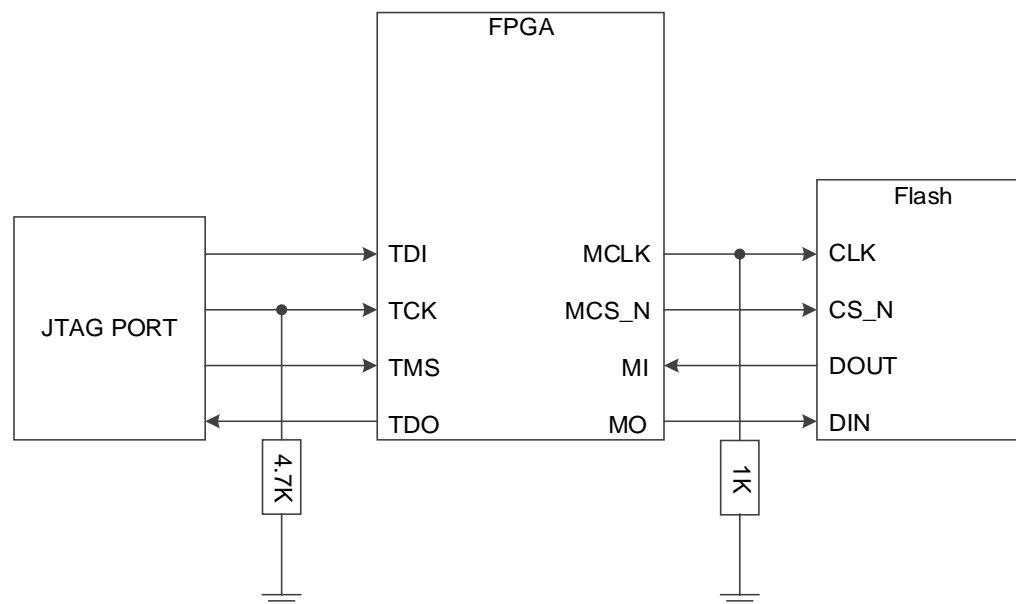 FPGA
Flash
JTAG PORT
TDI
TCK
TMS
TDO
MCLK
MCS_N
MI
MO
CLK
CS_N
DOUT
DIN
4.7K
1K